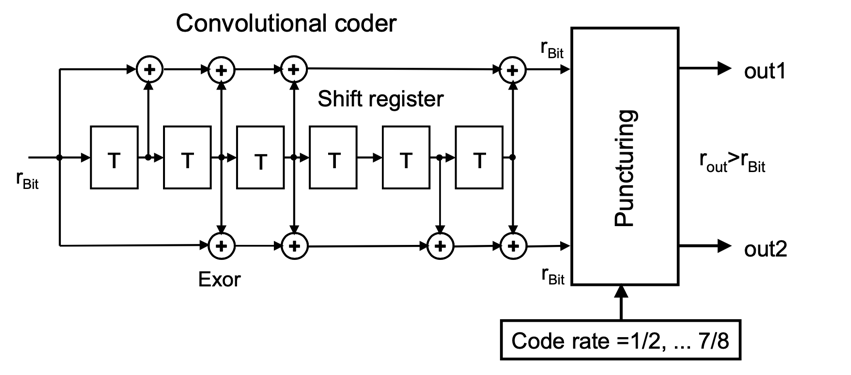 Convolutional coder
r_Bit
out1
Shift register
T T T T T T
r_Bit
Puncturing
r_out>r_Bit
out2
Exor
r_Bit
Code rate =1/2, ... 7/8